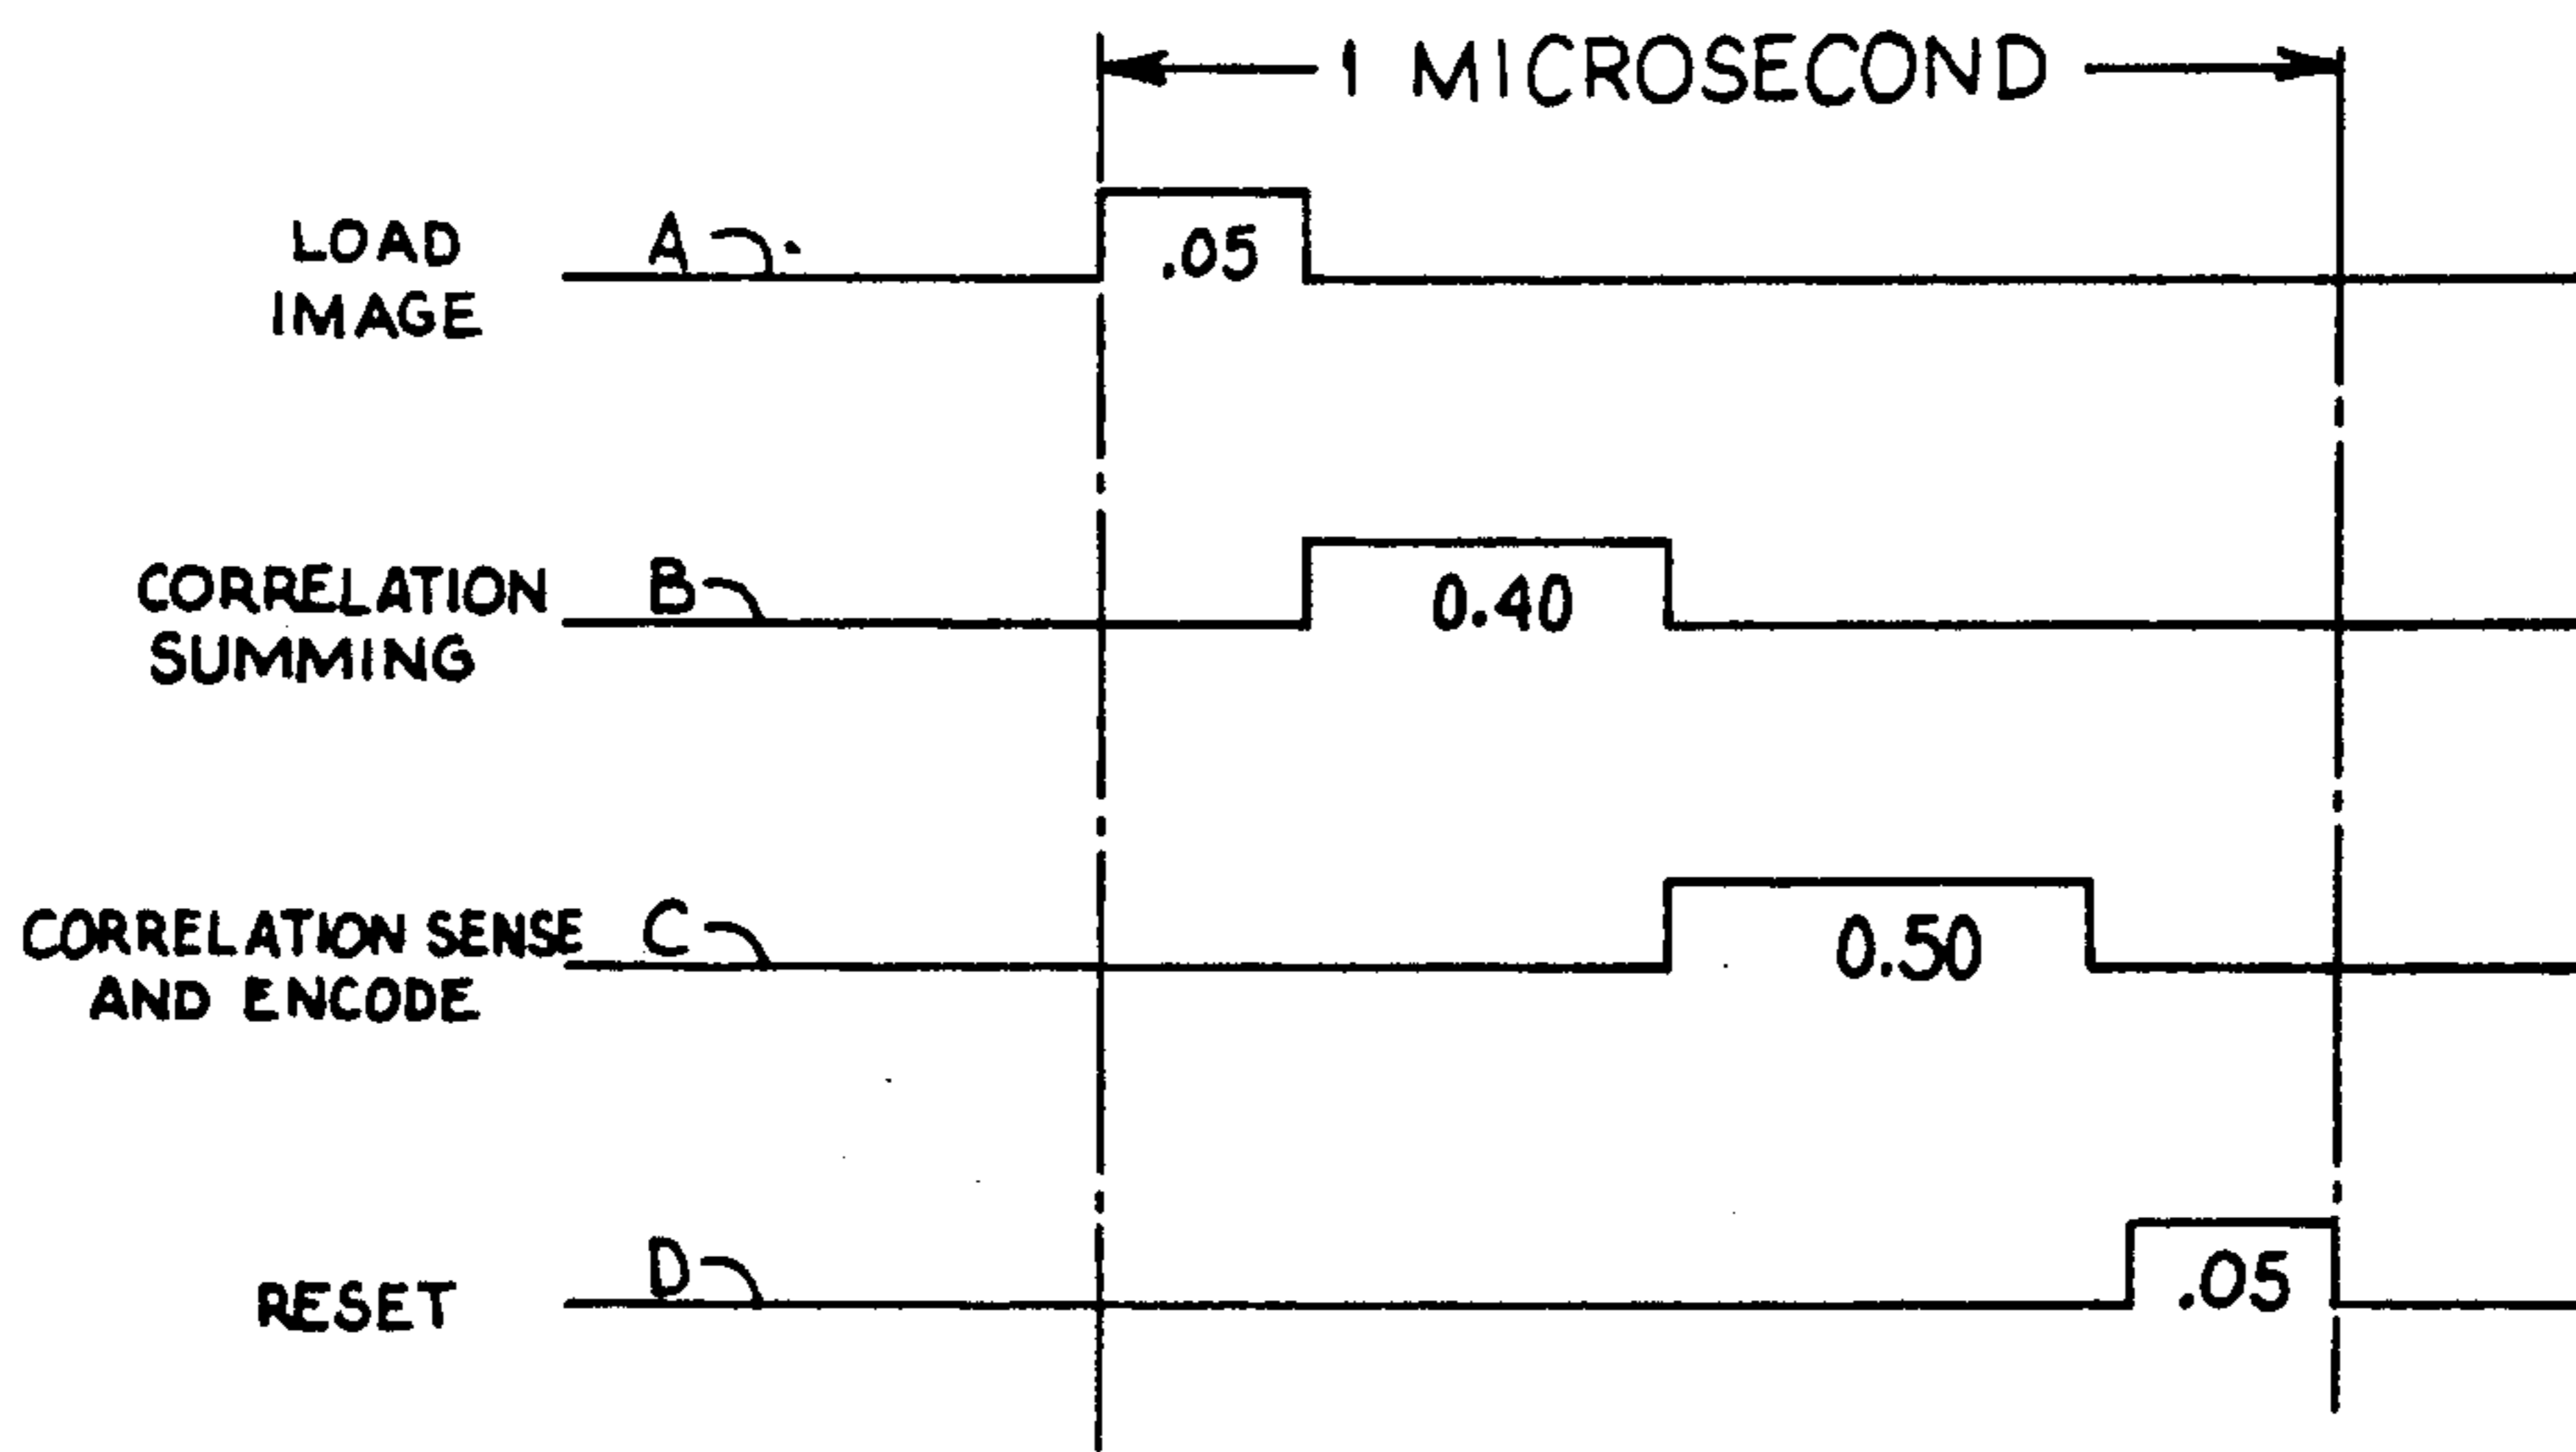 1 MICROSECOND
LOAD
IMAGE
A
.05
CORRELATION
SUMMING
B
0.40
CORRELATION SENSE
AND ENCODE
C
0.50
RESET
D
.05